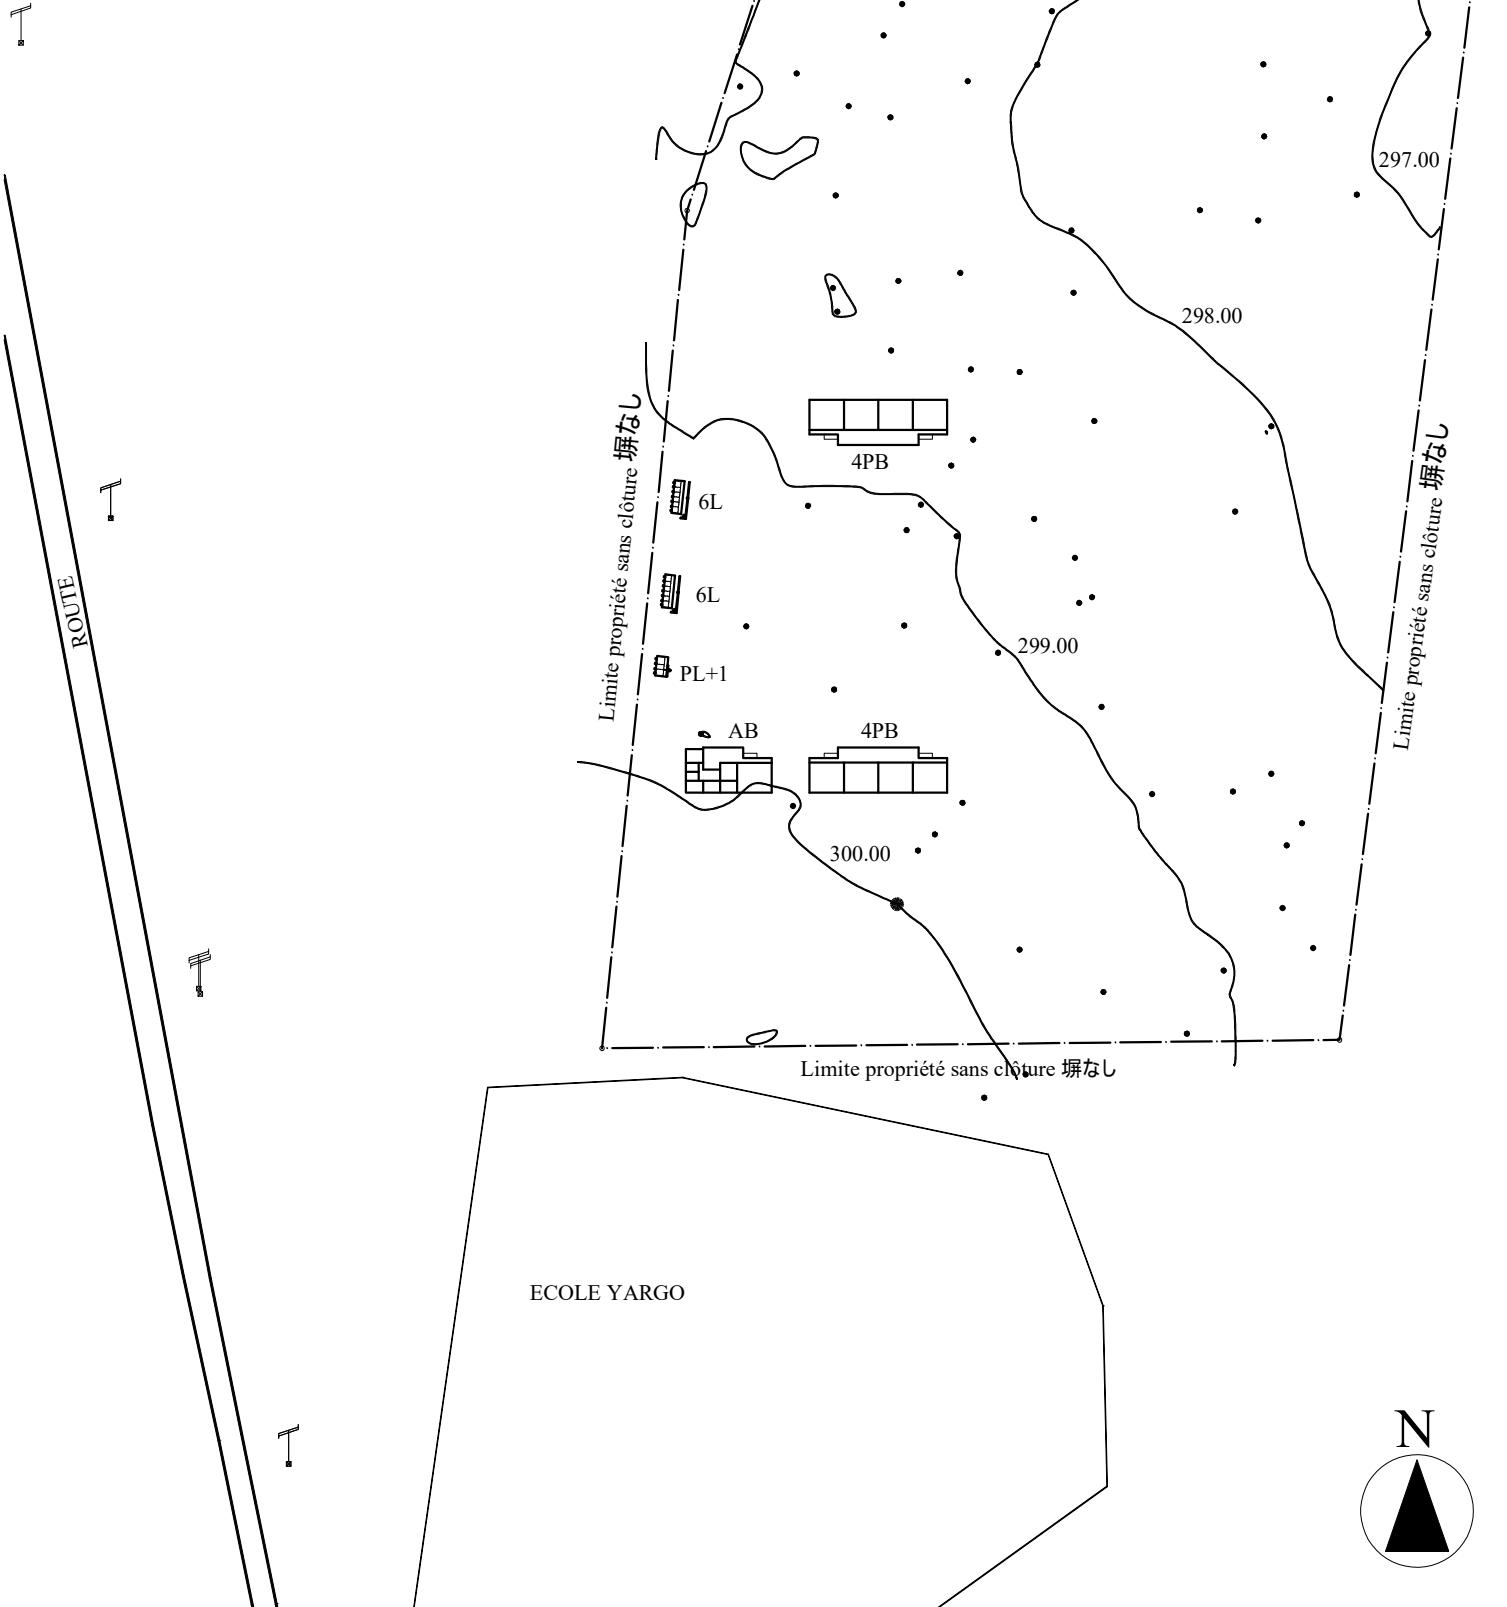 297.00
298.00
Limite propriété sans clôture 塀なし
4PB
Limite propriété sans clôture 塀なし
6L
6L
ROUTE
299.00
PL+1
AB
4PB
300.00
Limite propriété sans clôture 塀なし
ECOLE YARGO
N